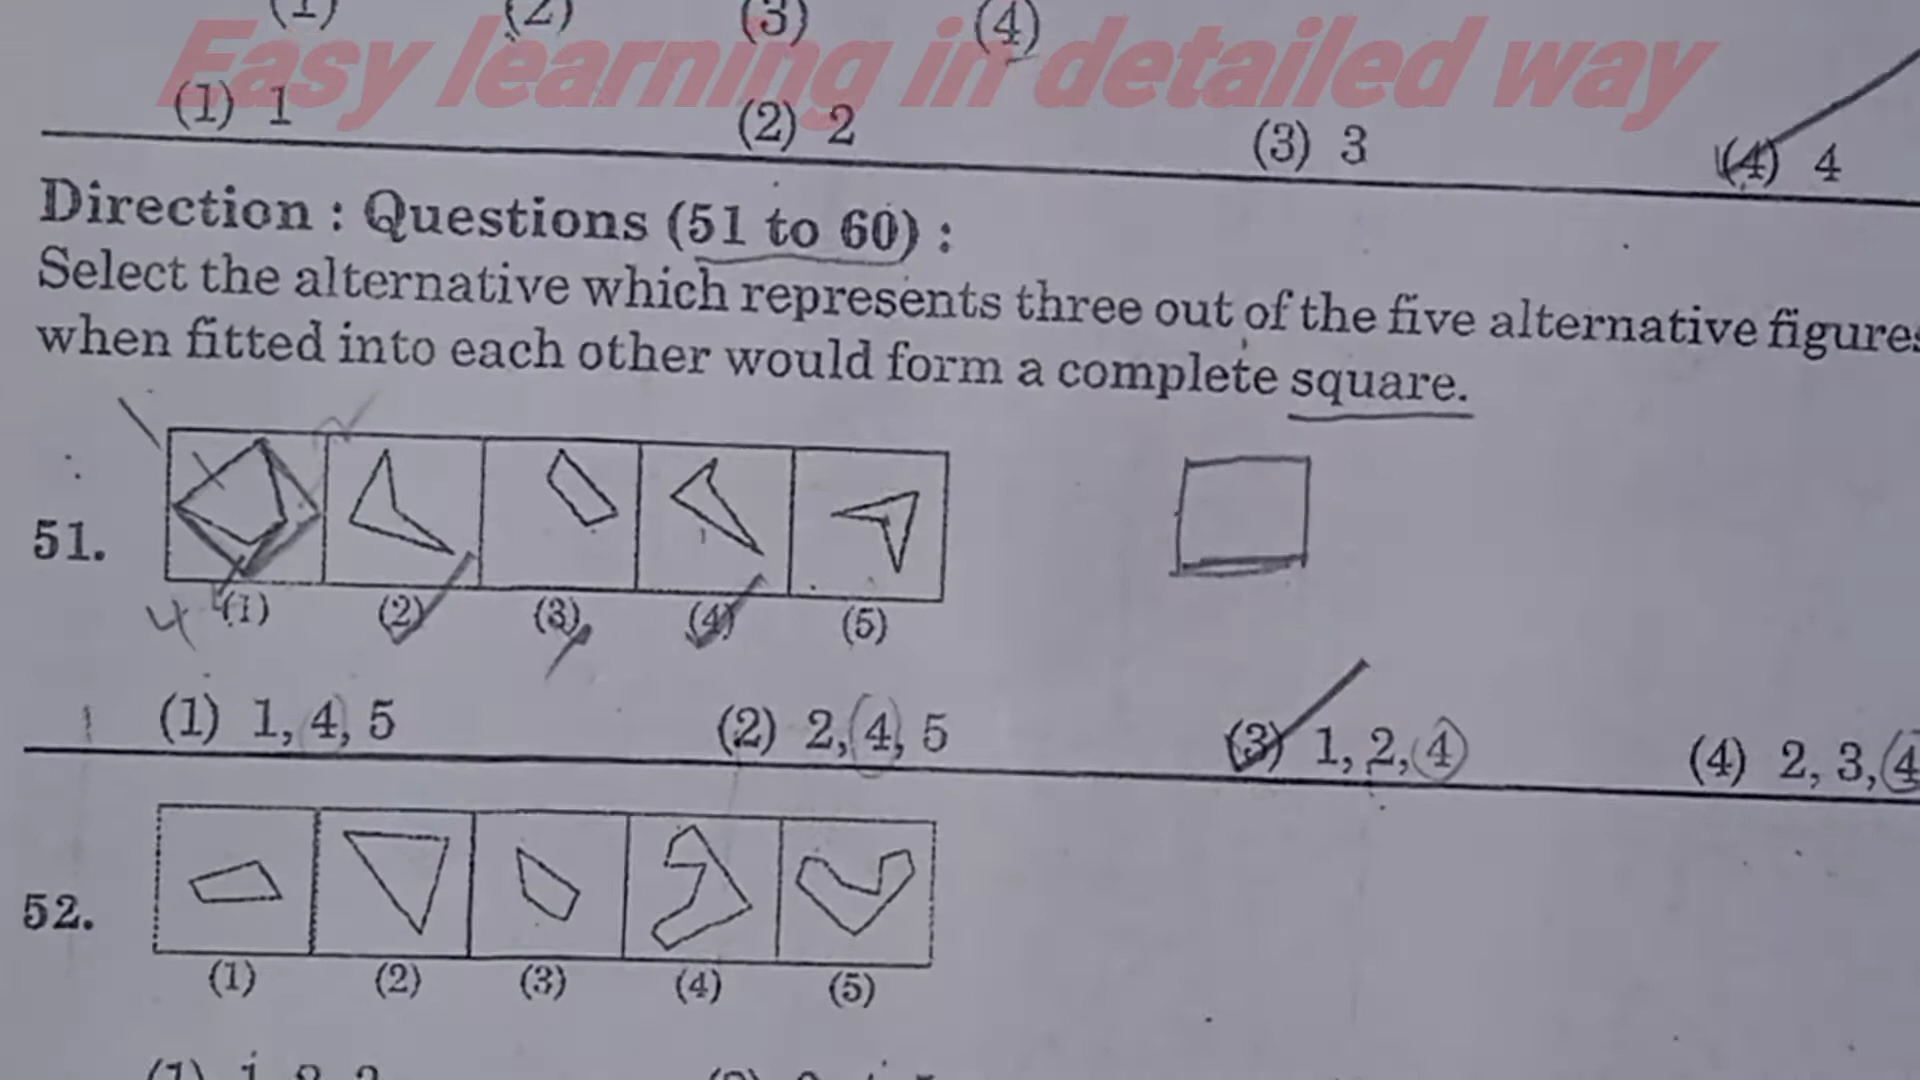 (1) (2) (3) (4)
Easy learning in detailed way
(1) 1 (2) 2 (3) 3 (4) 4
Direction : Questions (51 to 60) :
Select the alternative which represents three out of the five alternative figures
when fitted into each other would form a complete square.
51.
(1) (2) (3) (4) (5)
(1) 1, 4, 5 (2) 2, 4, 5 (3) 1, 2, 4 (4) 2, 3, 4
52.
(1) (2) (3) (4) (5)